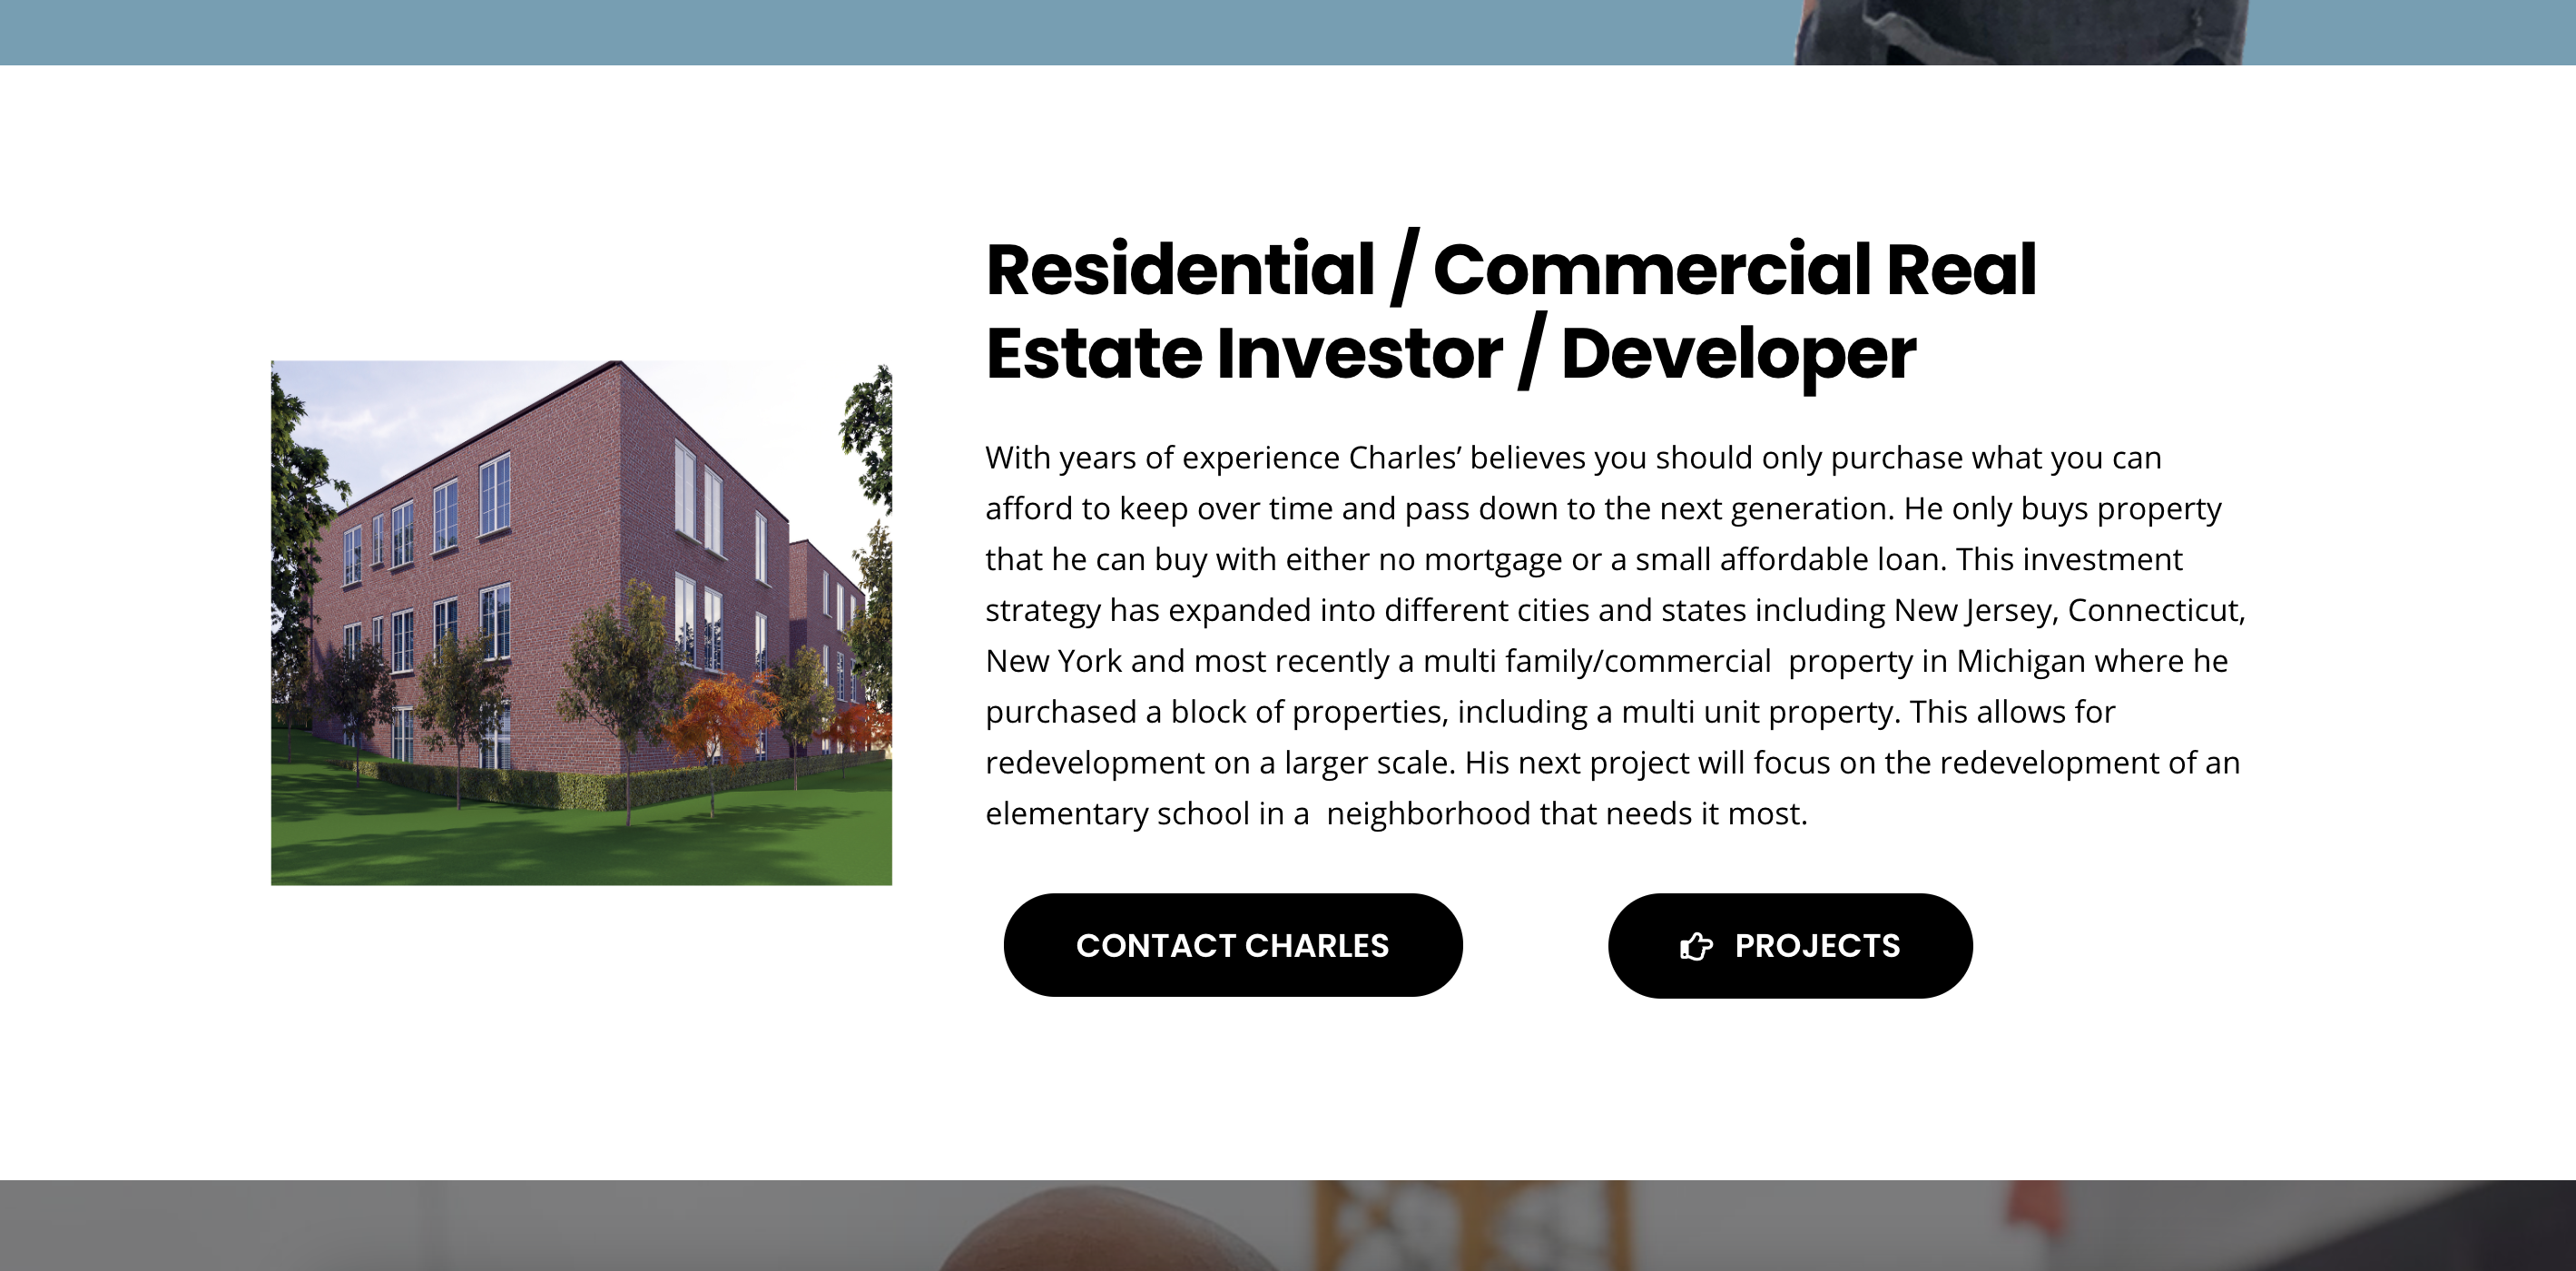 Residential / Commercial Real
Estate Investor / Developer
With years of experience Charles’ believes you should only purchase what you can
afford to keep over time and pass down to the next generation. He only buys property
that he can buy with either no mortgage or a small affordable loan. This investment
strategy has expanded into different cities and states including New Jersey, Connecticut,
New York and most recently a multi family/commercial  property in Michigan where he
purchased a block of properties, including a multi unit property. This allows for
redevelopment on a larger scale. His next project will focus on the redevelopment of an
elementary school in a  neighborhood that needs it most.
CONTACT CHARLES
PROJECTS